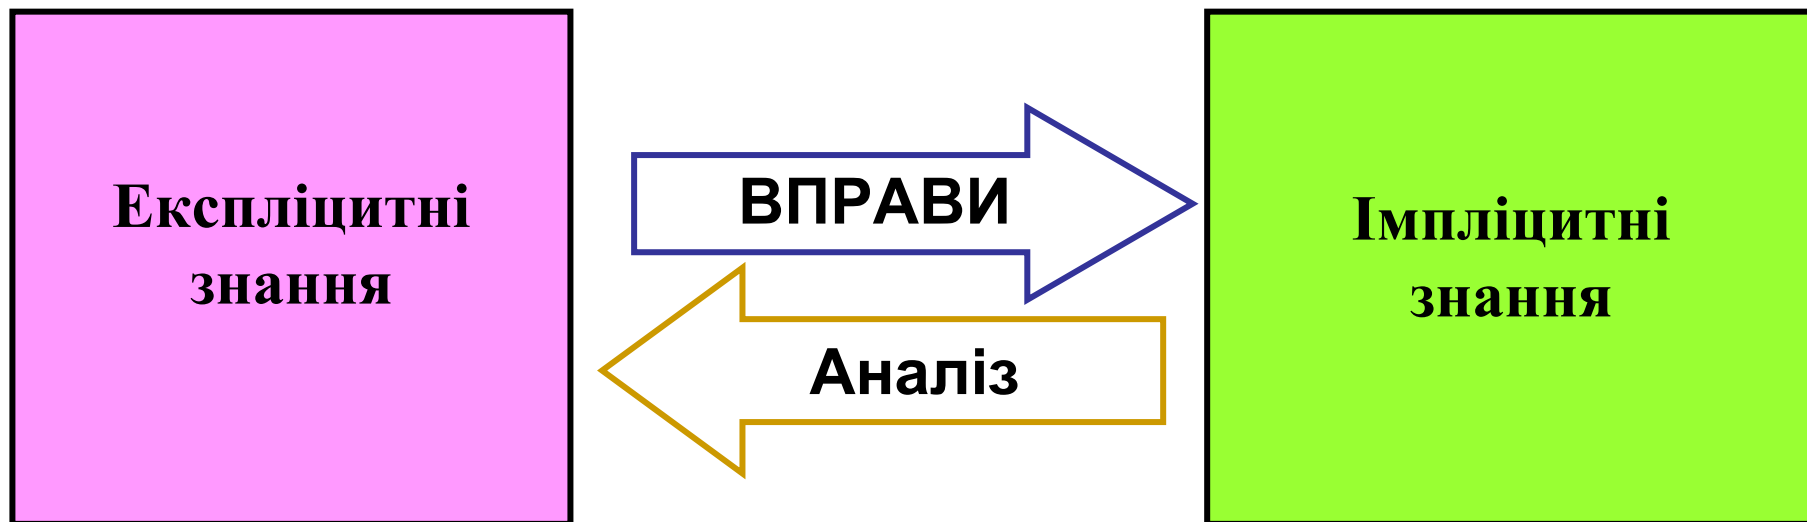 Експліцитні
знання
ВПРАВИ
Аналіз
Імпліцитні
знання